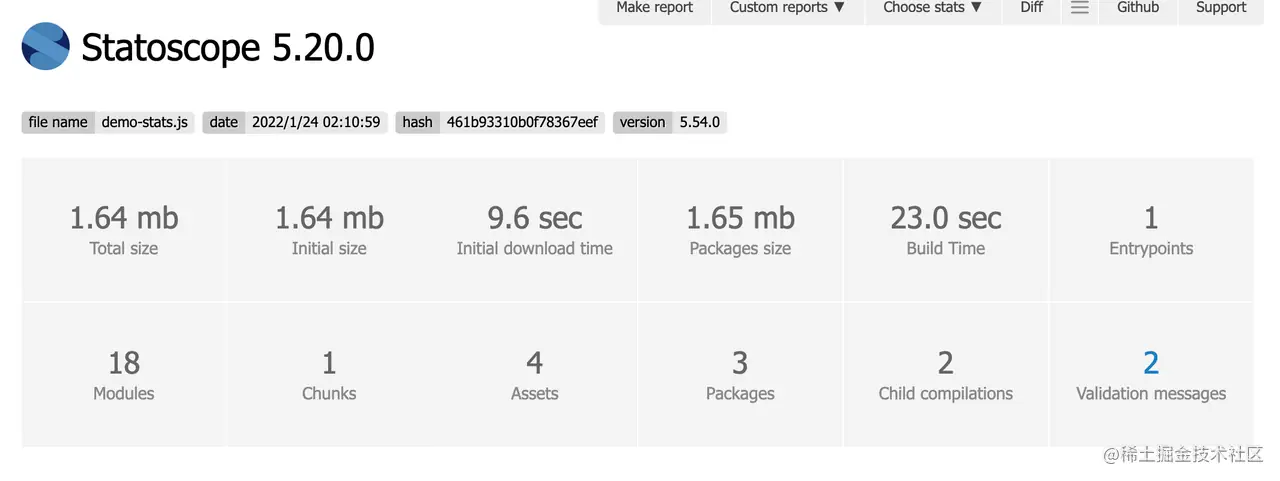 Make report Custom reports ▼ Choose stats ▼ Diff Github Support
Statoscope 5.20.0
file name demo-stats.js date 2022/1/24 02:10:59 hash 461b93310b0f78367eef version 5.54.0
1.64 mb 1.64 mb 9.6 sec 1.65 mb 23.0 sec 1
Total size Initial size Initial download time Packages size Build Time Entrypoints
18 1 4 3 2 2
Modules Chunks Assets Packages Child compilations Validation messages
@稀土掘金技术社区